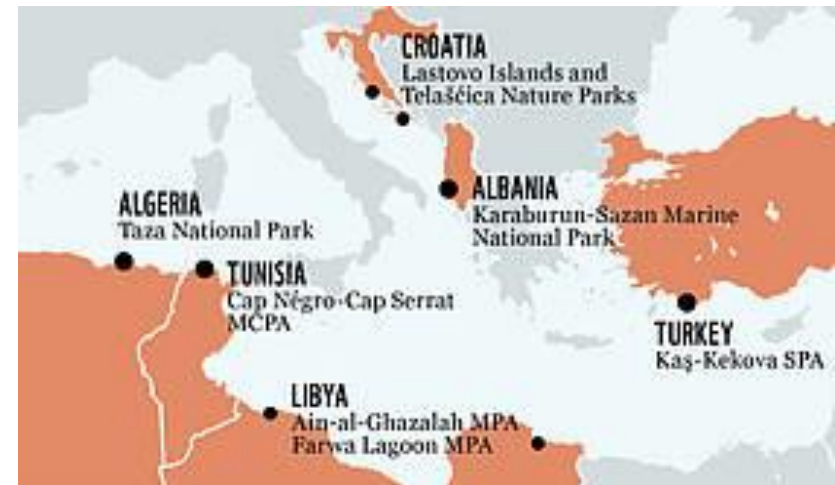 CROATIA
Lastovo Islands and
Telašćica Nature Parks
ALBANIA
Karaburun-Sazan Marine
National Park
ALGERIA
Taza National Park
TUNISIA
Cap Négro-Cap Serrat
MCPA
TURKEY
Kaş-Kekova SPA
LIBYA
Ain-al-Ghazalah MPA
Farwa Lagoon MPA